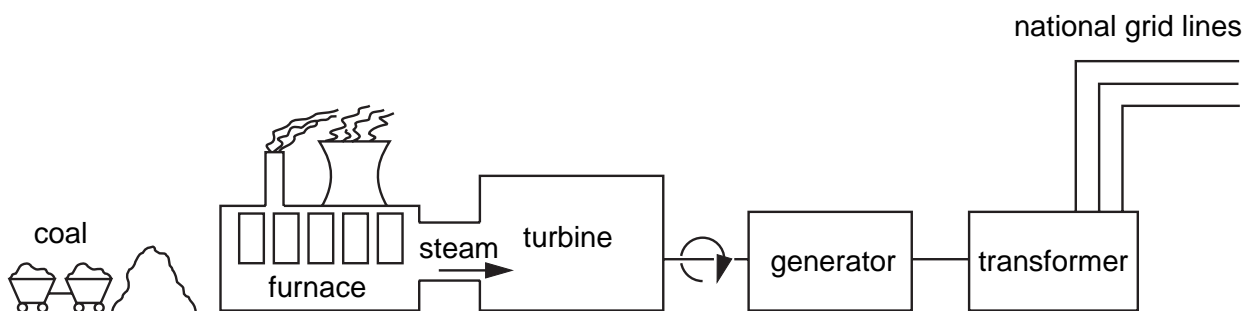 national grid lines
coal
steam
turbine
furnace
generator
transformer